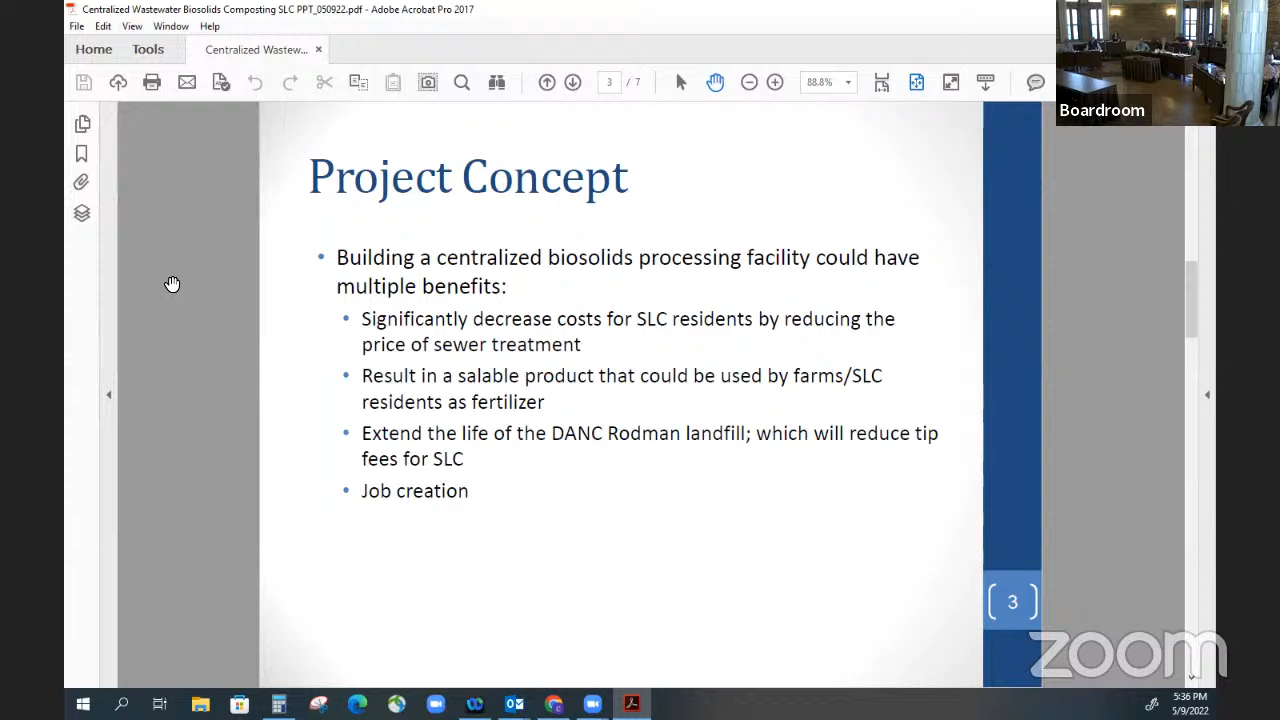 Centralized Wastewater Biosolids Composting SLC PPT_050922.pdf - Adobe Acrobat Pro 2017
File Edit View Window Help
Home Tools Centralized Wastew... ×
3 / 7 88.8%
Boardroom
Project Concept
• Building a centralized biosolids processing facility could have
multiple benefits:
• Significantly decrease costs for SLC residents by reducing the
price of sewer treatment
• Result in a salable product that could be used by farms/SLC
residents as fertilizer
• Extend the life of the DANC Rodman landfill; which will reduce tip
fees for SLC
• Job creation
3
zoom
5:36 PM
5/9/2022